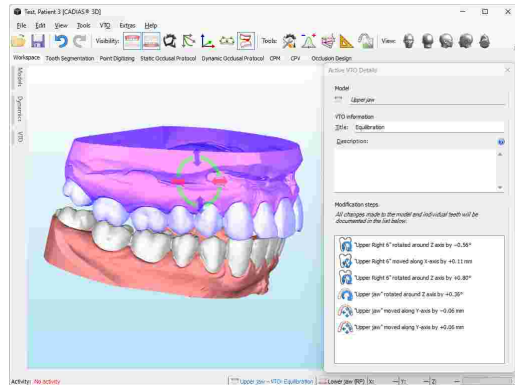 Test, Patient 3 [CADIAS® 3D]
File Edit View Tools VTO Extras Help
Visibility: Tools: View:
Workspace Tooth Segmentation Point Digitizing Static Occlusal Protocol Dynamic Occlusal Protocol CPM CPV Occlusion Design
Models
Dynamics
VTO
Active VTO Details
Model
Upper jaw
VTO information
Title: Equilibration
Description:
Modification steps
All changes made to the model and individual teeth will be
documented in the list below.
"Upper Right 6" rotated around Z axis by -0.56°
"Upper Right 6" moved along X-axis by +0.11 mm
"Upper Right 6" rotated around Z axis by +0.80°
"Upper jaw" rotated around Z axis by +0.36°
"Upper jaw" moved along Y-axis by -0.06 mm
"Upper jaw" moved along Y-axis by +0.06 mm
Activity: No activity Upper jaw - VTO: Equilibration Lower jaw (RP) X: — Y: — Z: —